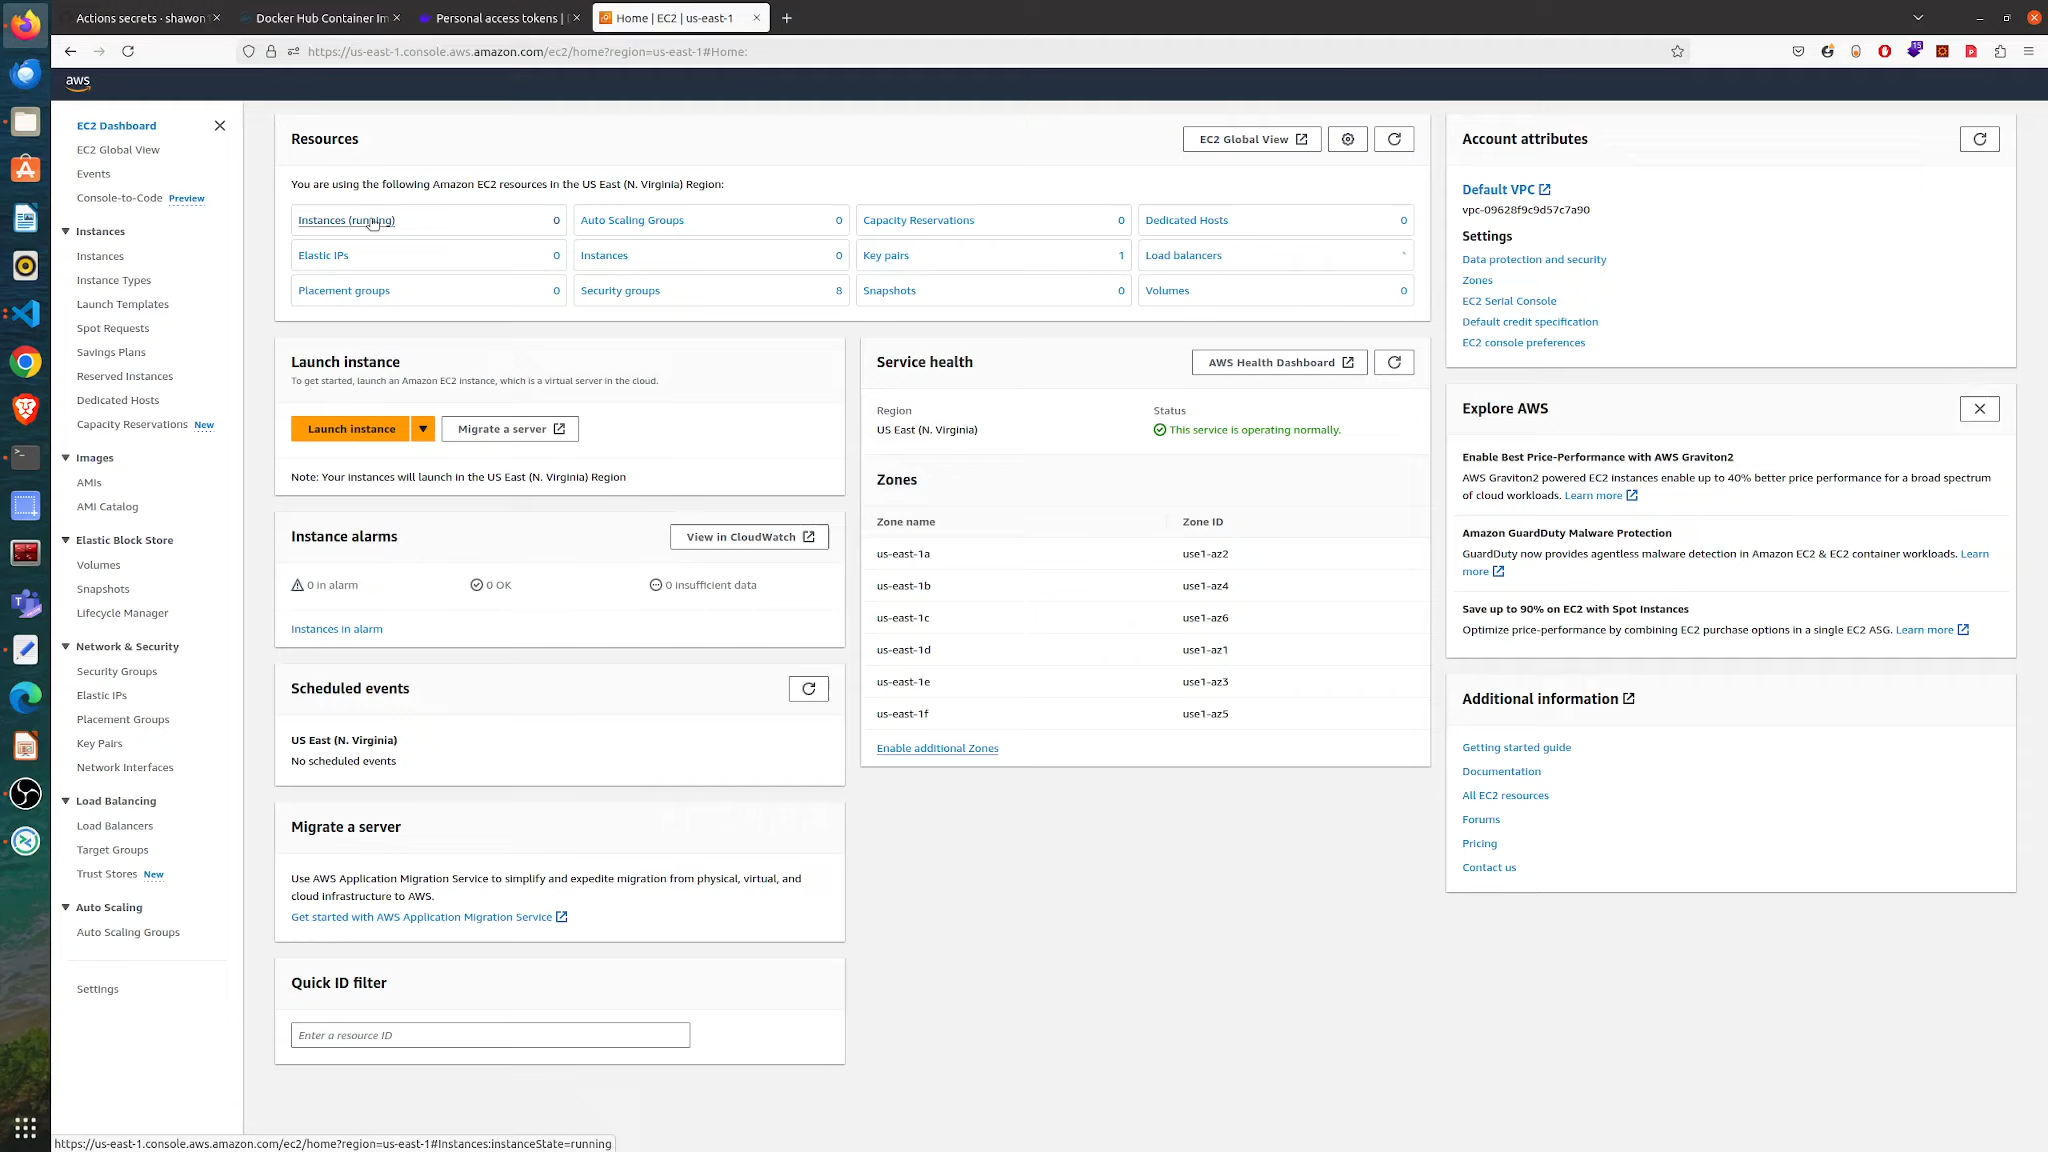 Actions secrets - shawon
Docker Hub Container Im
Personal access tokens | [
Home | EC2 | us-east-1
https://us-east-1.console.aws.amazon.com/ec2/home?region=us-east-1#Home:
15
aws
EC2 Dashboard
EC2 Global View
Events
Console-to-Code Preview
Instances
Instances
Instance Types
Launch Templates
Spot Requests
Savings Plans
Reserved Instances
Dedicated Hosts
Capacity Reservations New
Images
AMIs
AMI Catalog
Elastic Block Store
Volumes
Snapshots
Lifecycle Manager
Network & Security
Security Groups
Elastic IPs
Placement Groups
Key Pairs
Network Interfaces
Load Balancing
Load Balancers
Target Groups
Trust Stores New
Auto Scaling
Auto Scaling Groups
Settings
Resources
EC2 Global View
You are using the following Amazon EC2 resources in the US East (N. Virginia) Region:
Instances (running) 0
Auto Scaling Groups 0
Capacity Reservations 0
Dedicated Hosts 0
Elastic IPs 0
Instances 0
Key pairs 1
Load balancers
Placement groups 0
Security groups 8
Snapshots 0
Volumes 0
Launch instance
To get started, launch an Amazon EC2 instance, which is a virtual server in the cloud.
Launch instance
Migrate a server
Note: Your instances will launch in the US East (N. Virginia) Region
Instance alarms
View in CloudWatch
0 in alarm
0 OK
0 insufficient data
Instances in alarm
Scheduled events
US East (N. Virginia)
No scheduled events
Migrate a server
Use AWS Application Migration Service to simplify and expedite migration from physical, virtual, and
cloud infrastructure to AWS.
Get started with AWS Application Migration Service
Quick ID filter
Enter a resource ID
Service health
AWS Health Dashboard
Region
Status
US East (N. Virginia)
This service is operating normally.
Zones
Zone name
Zone ID
us-east-1a
use1-az2
us-east-1b
use1-az4
us-east-1c
use1-az6
us-east-1d
use1-az1
us-east-1e
use1-az3
us-east-1f
use1-az5
Enable additional Zones
Account attributes
Default VPC
vpc-09628f9c9d57c7a90
Settings
Data protection and security
Zones
EC2 Serial Console
Default credit specification
EC2 console preferences
Explore AWS
Enable Best Price-Performance with AWS Graviton2
AWS Graviton2 powered EC2 instances enable up to 40% better price performance for a broad spectrum
of cloud workloads. Learn more
Amazon GuardDuty Malware Protection
GuardDuty now provides agentless malware detection in Amazon EC2 & EC2 container workloads. Learn
more
Save up to 90% on EC2 with Spot Instances
Optimize price-performance by combining EC2 purchase options in a single EC2 ASG. Learn more
Additional information
Getting started guide
Documentation
All EC2 resources
Forums
Pricing
Contact us
https://us-east-1.console.aws.amazon.com/ec2/home?region=us-east-1#Instances:instanceState=running